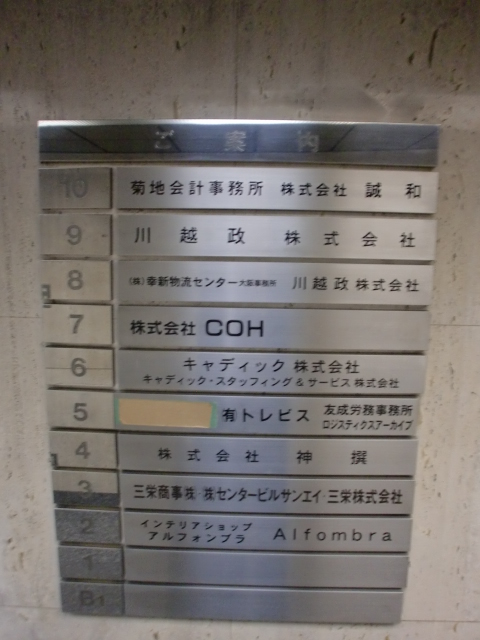 ご案内
10 菊地会計事務所 株式会社 誠和
9 川越政 株式会社
8 (株)幸新物流センター大阪事務所 川越政株式会社
7 株式会社 COH
6 キャディック株式会社
キャディック・スタッフィング&サービス 株式会社
5 有トレビス 友成労務事務所
ロジスティクスアーカイブ
4 株式会社 神撰
3 三栄商事㈱・㈱センタービルサンエイ・三栄株式会社
2 インテリアショップ
アルフォンブラ Alfombra
1
B1